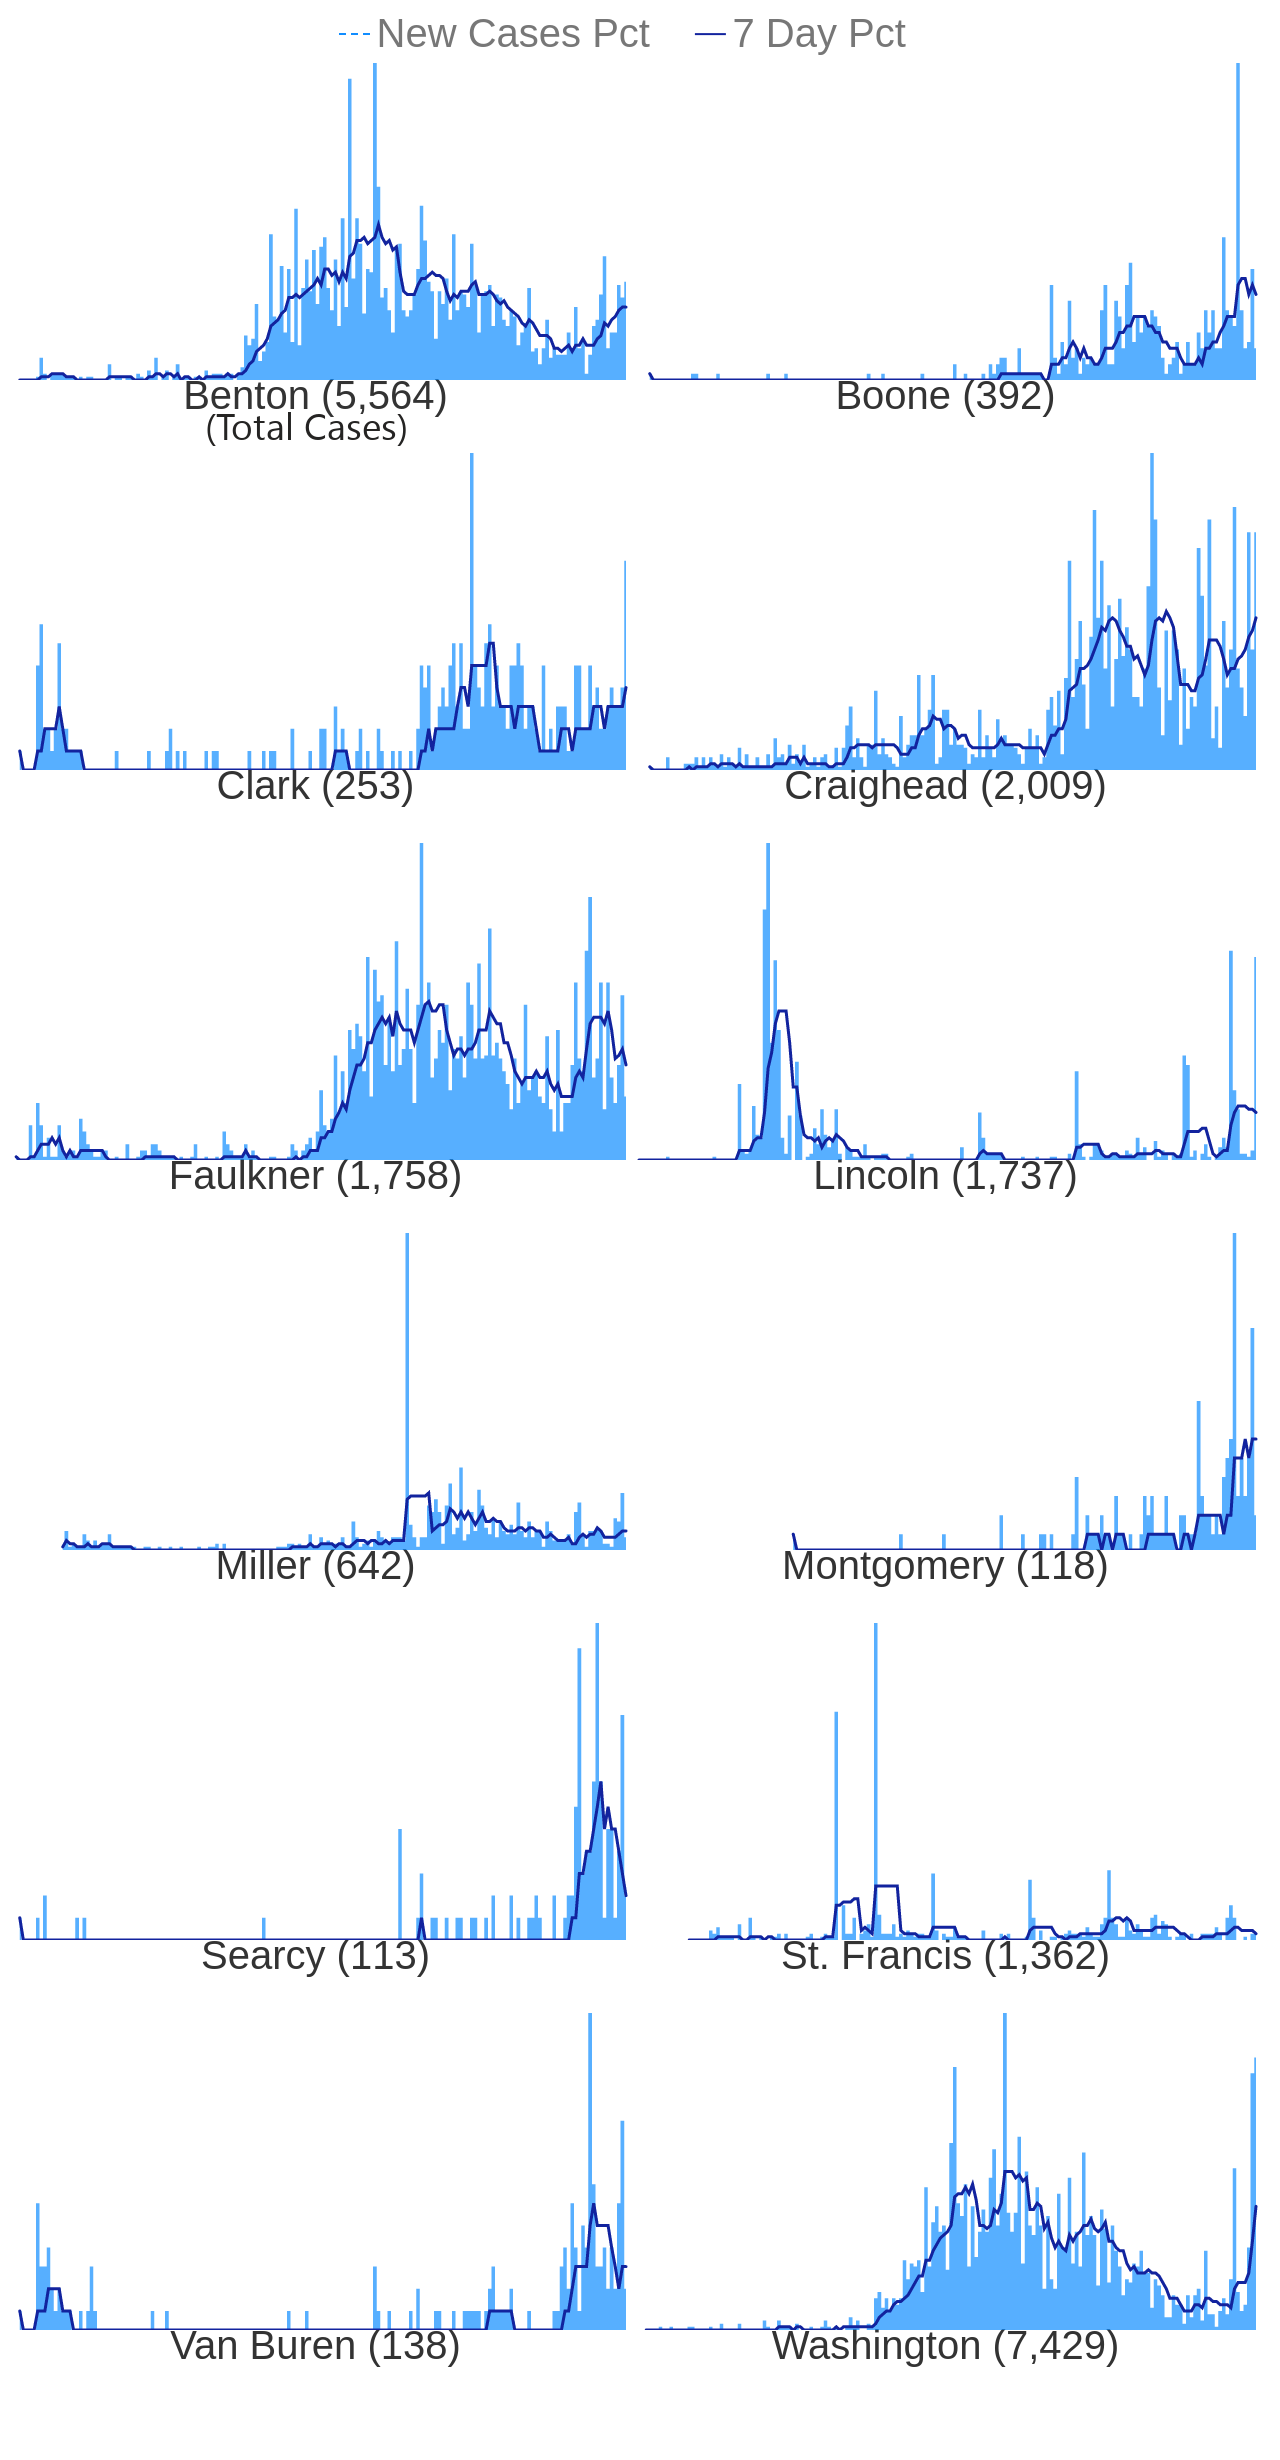 New Cases Pct 7 Day Pct
Benton (5,564) Boone (392)
(Total Cases)
Clark (253) Craighead (2,009)
Faulkner (1,758) Lincoln (1,737)
Miller (642) Montgomery (118)
Searcy (113) St. Francis (1,362)
Van Buren (138) Washington (7,429)